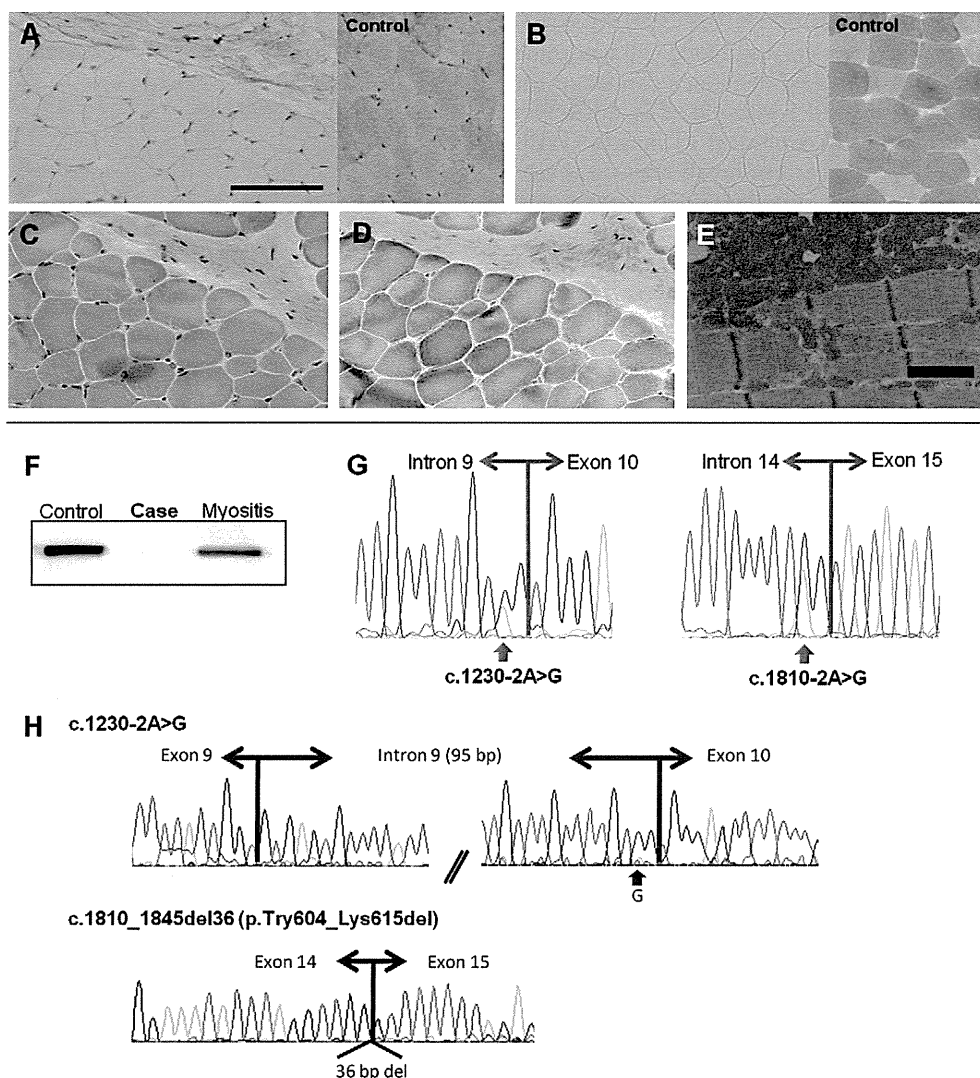 A
Control
B
Control
C
D
E
F
Control Case Myositis
G
Intron 9 Exon 10
c.1230-2A>G
Intron 14 Exon 15
c.1810-2A>G
H
c.1230-2A>G
Exon 9 Intron 9 (95 bp) Exon 10
G
c.1810_1845del36 (p.Try604_Lys615del)
Exon 14 Exon 15
36 bp del